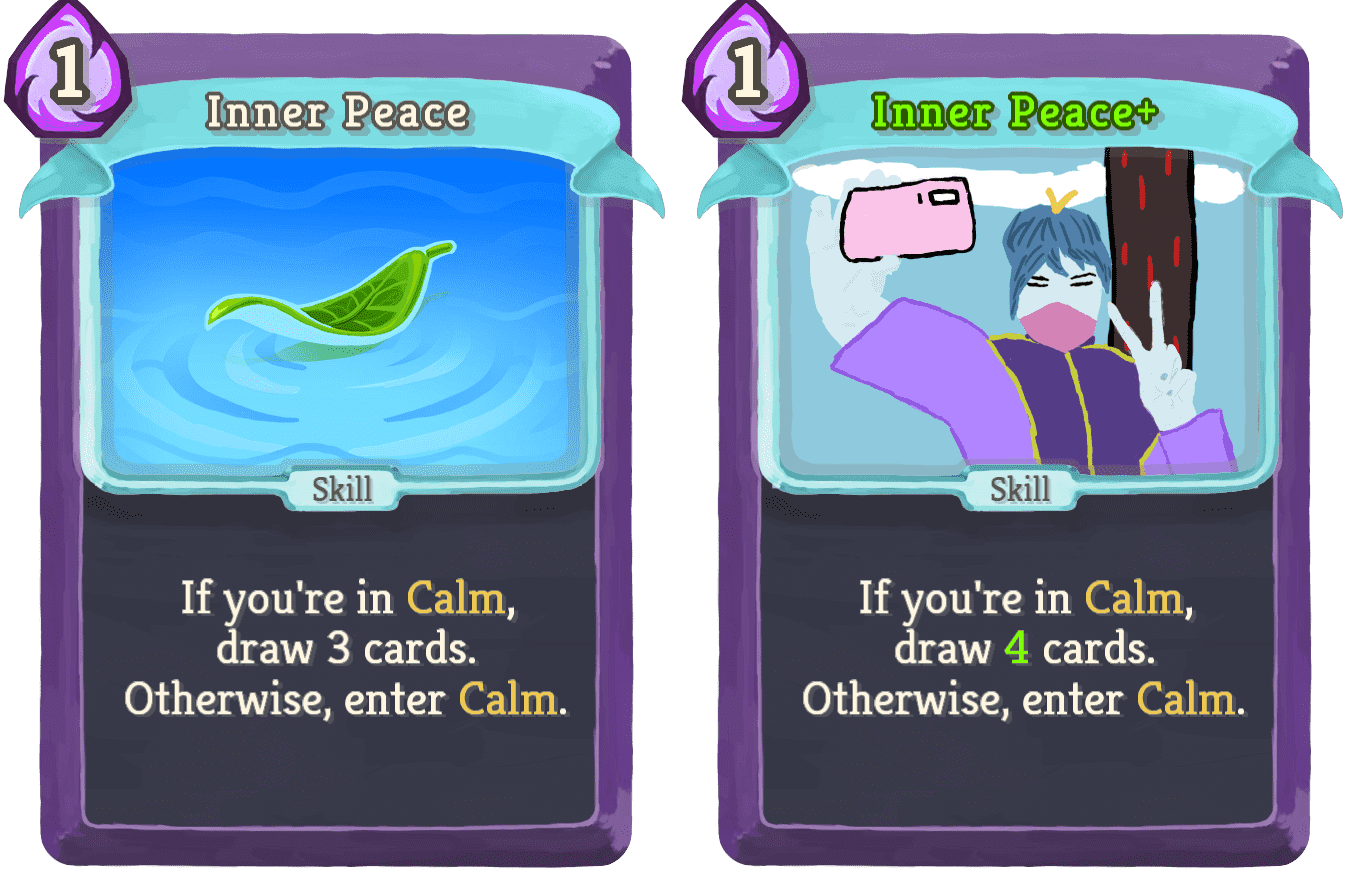 1
Inner Peace
Skill
If you're in Calm,
draw 3 cards.
Otherwise, enter Calm.
1
Inner Peace+
Skill
If you're in Calm,
draw 4 cards.
Otherwise, enter Calm.